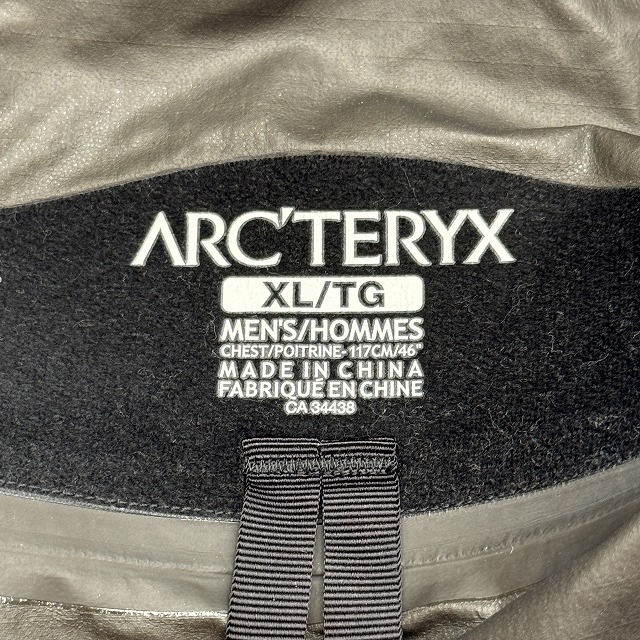 ARC'TERYX
XL/TG
MEN'S/HOMMES
CHEST/POITRINE-117CM/46"
MADE IN CHINA
FABRIQUÉ EN CHINE
CA 34438